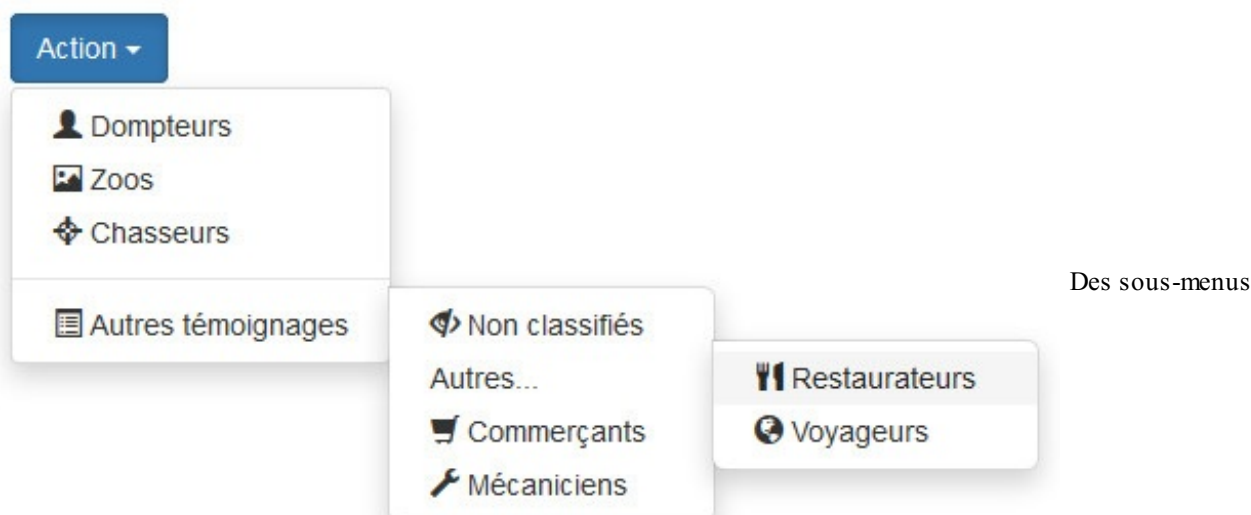 Action
Dompteurs
Zoos
Chasseurs
Autres témoignages
Non classifiés
Autres...
Commerçants
Mécaniciens
Restaurateurs
Voyageurs
Des sous-menus